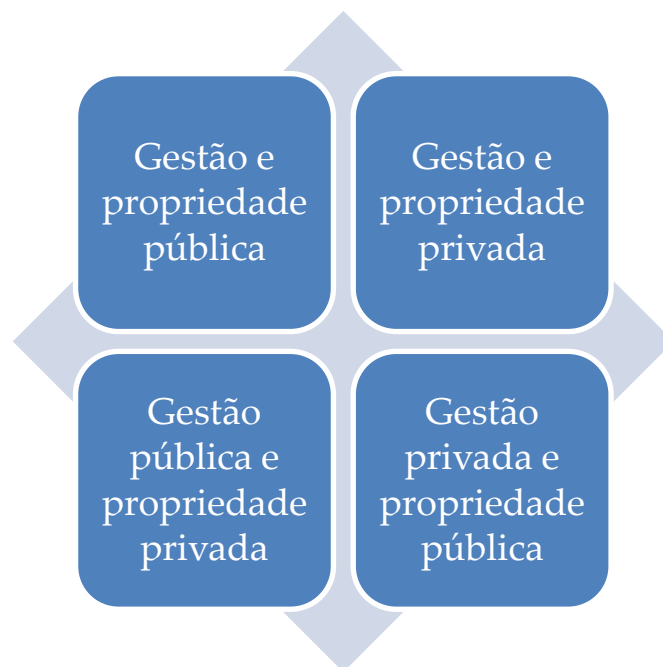 Gestão e
propriedade
pública
Gestão e
propriedade
privada
Gestão
pública e
propriedade
privada
Gestão
privada e
propriedade
pública